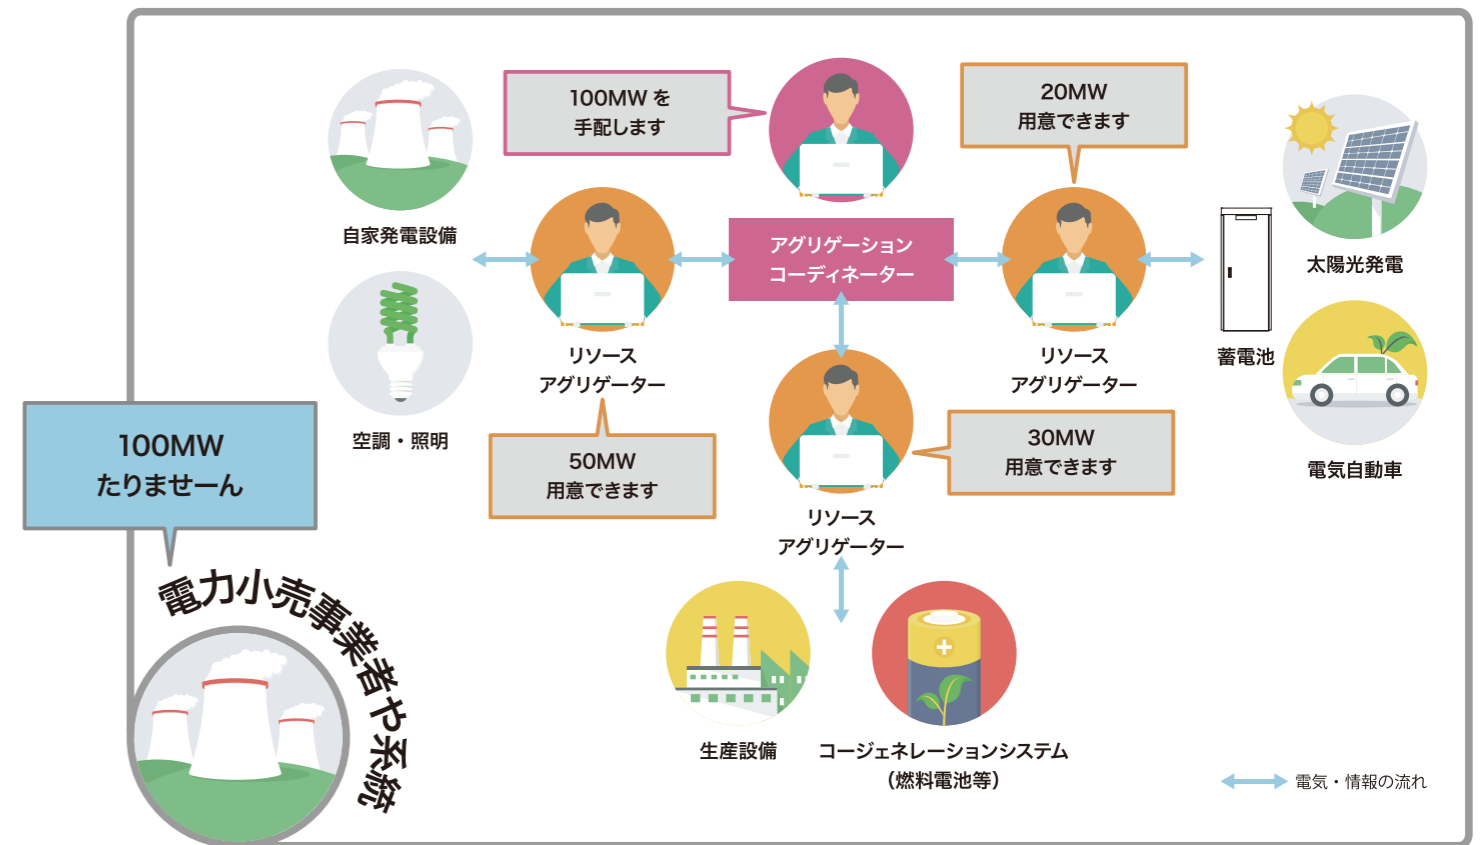 100MW を
手配します
20MW
用意できます
自家発電設備
アグリゲーション
コーディネーター
太陽光発電
リソース
アグリゲーター
リソース
アグリゲーター
蓄電池
空調・照明
100MW
たりませーん
50MW
用意できます
30MW
用意できます
電気自動車
リソース
アグリゲーター
電力小売事業者や系統
生産設備
コージェネレーションシステム
（燃料電池等）
電気・情報の流れ